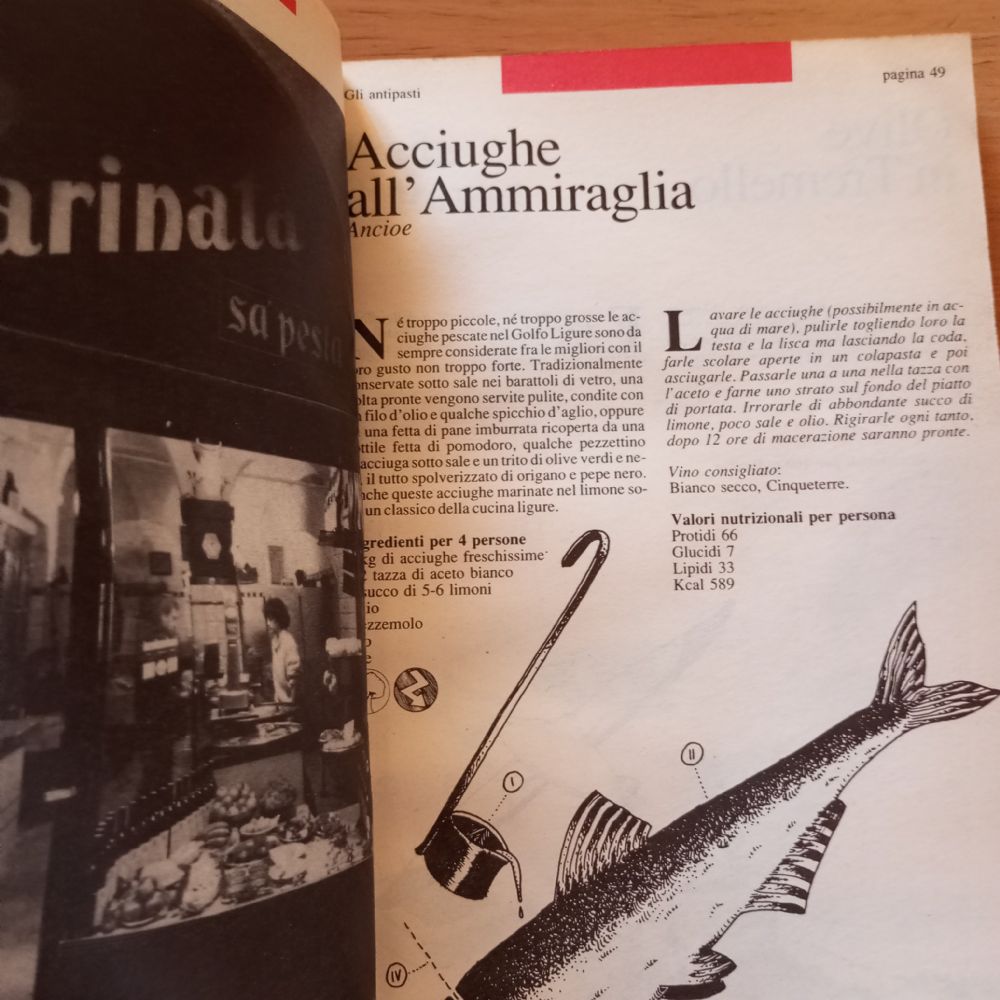 arinata
sa pesta
Gli antipasti
pagina 49
Acciughe
all'Ammiraglia
Ancioe
Né troppo piccole, né troppo grosse le ac-
ciughe pescate nel Golfo Ligure sono da
sempre considerate fra le migliori con il
oro gusto non troppo forte. Tradizionalmente
onservate sotto sale nei barattoli di vetro, una
olta pronte vengono servite pulite, condite con
filo d'olio e qualche spicchio d'aglio, oppure
una fetta di pane imburrata ricoperta da una
ottile fetta di pomodoro, qualche pezzettino
acciuga sotto sale e un trito di olive verdi e ne-
il tutto spolverizzato di origano e pepe nero.
nche queste acciughe marinate nel limone so-
un classico della cucina ligure.
gredienti per 4 persone
kg di acciughe freschissime
tazza di aceto bianco
succo di 5-6 limoni
io
ezzemolo
Lavare le acciughe (possibilmente in ac-
qua di mare), pulirle togliendo loro la
testa e la lisca ma lasciando la coda,
farle scolare aperte in un colapasta e poi
asciugarle. Passarle una a una nella tazza con
l'aceto e farne uno strato sul fondo del piatto
di portata. Irrorarle di abbondante succo di
limone, poco sale e olio. Rigirarle ogni tanto,
dopo 12 ore di macerazione saranno pronte.
Vino consigliato:
Bianco secco, Cinqueterre.
Valori nutrizionali per persona
Protidi 66
Glucidi 7
Lipidi 33
Kcal 589
I
II
IV